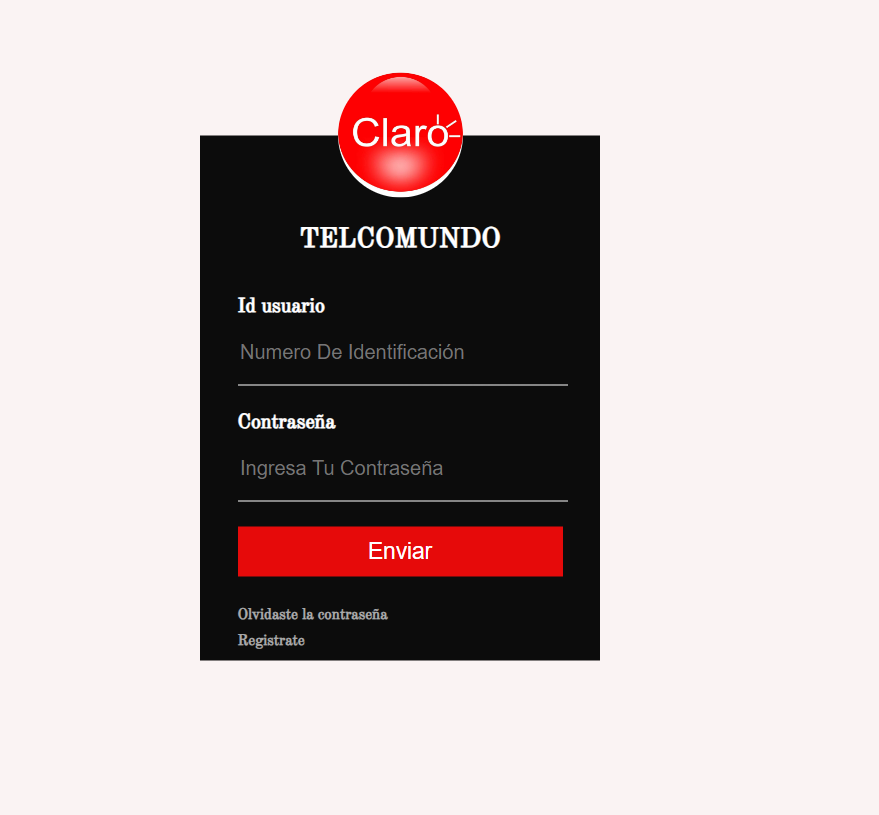 Claro
TELCOMUNDO
Id usuario
Numero De Identificación
Contraseña
Ingresa Tu Contraseña
Enviar
Olvidaste la contraseña
Registrate